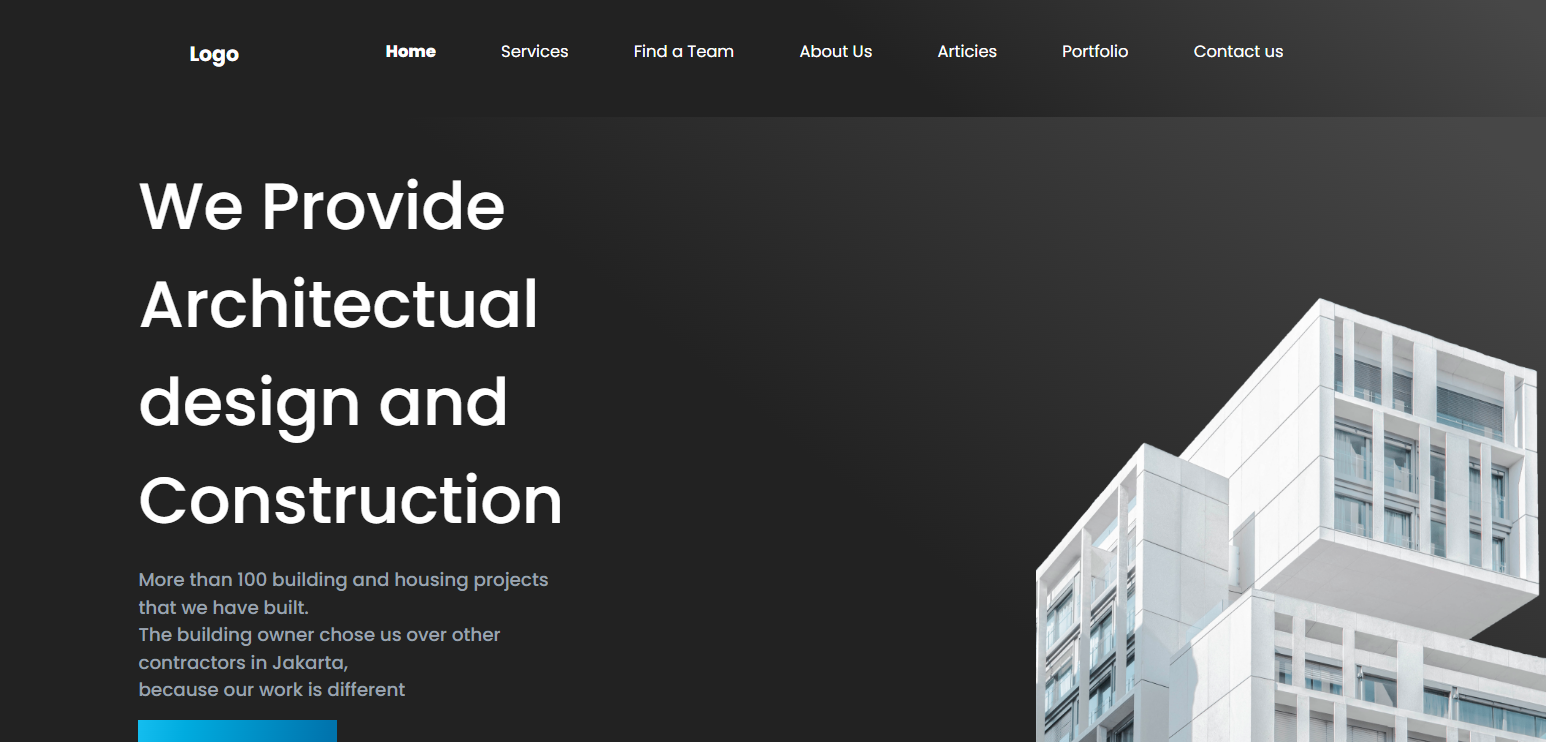 Logo
Home Services Find a Team About Us Articles Portfolio Contact us
We Provide
Architectual
design and
Construction
More than 100 building and housing projects
that we have built.
The building owner chose us over other
contractors in Jakarta,
because our work is different